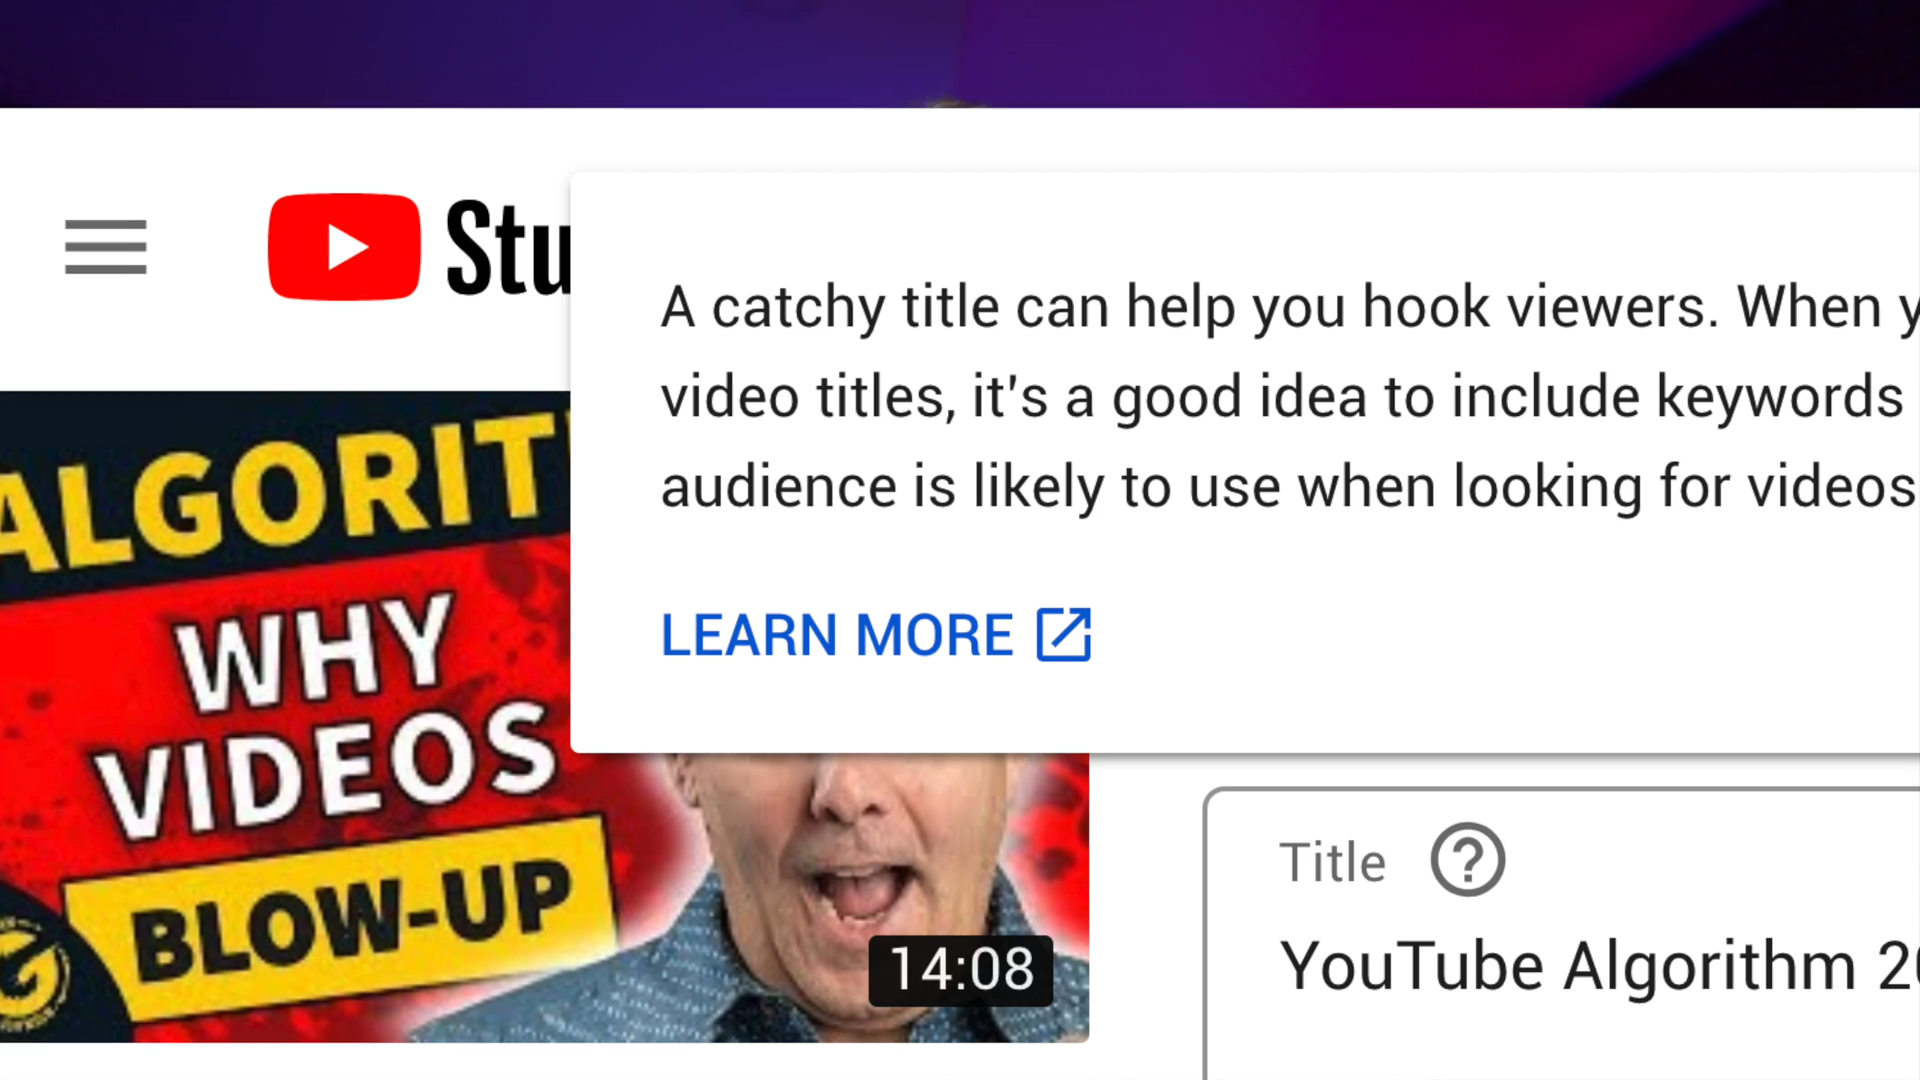 Stu
A catchy title can help you hook viewers. When y
video titles, it's a good idea to include keywords
audience is likely to use when looking for videos
LEARN MORE
ALGORIT
WHY
VIDEOS
BLOW-UP
14:08
Title
YouTube Algorithm 20